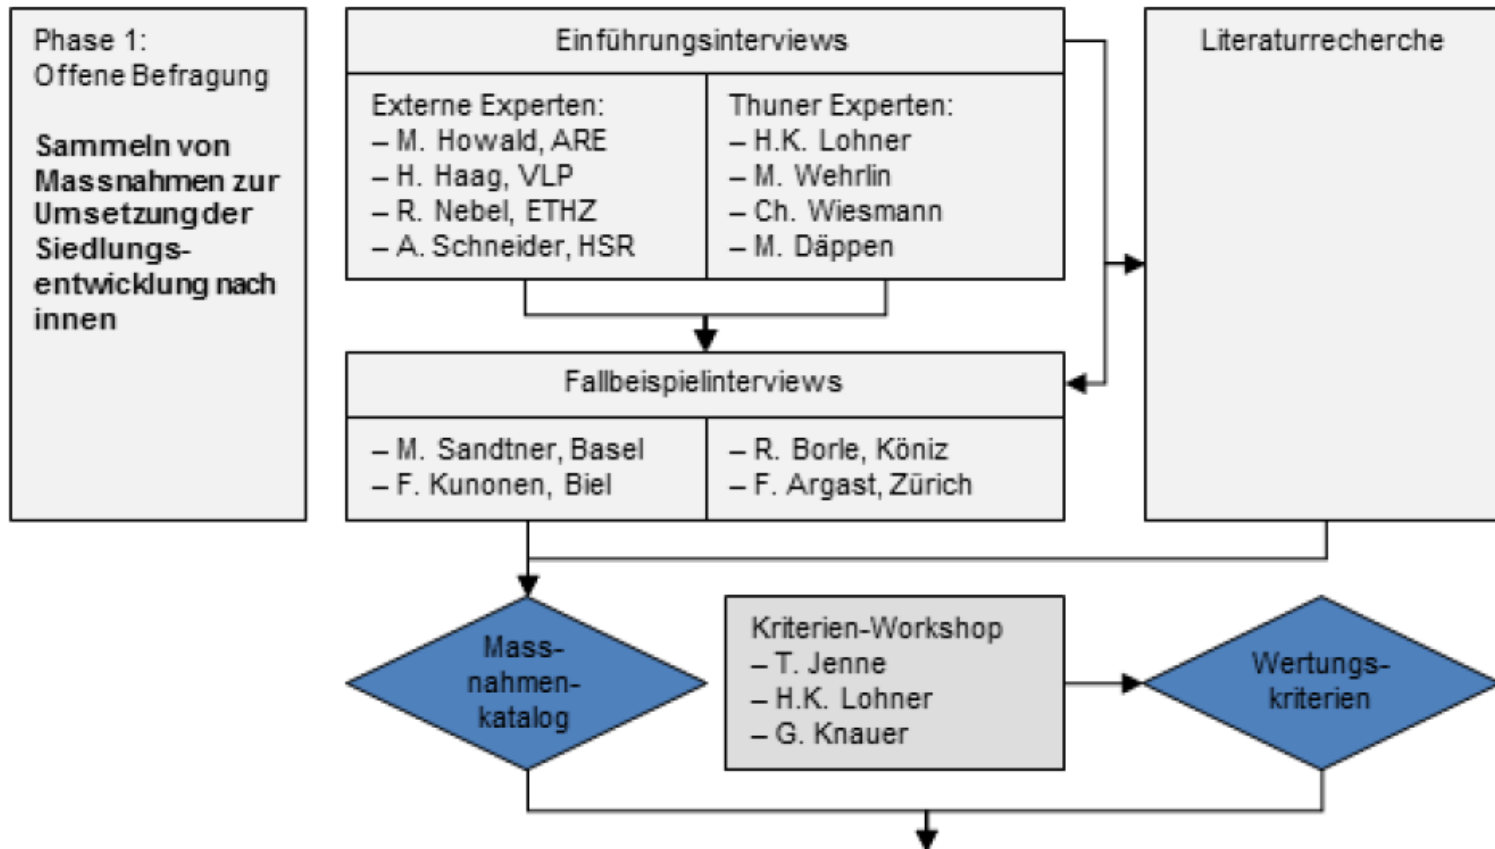 Phase 1:
Offene Befragung
Sammeln von
Massnahmen zur
Umsetzung der
Siedlungs-
entwicklung nach
innen
Einführungsinterviews
Externe Experten:
– M. Howald, ARE
– H. Haag, VLP
– R. Nebel, ETHZ
– A. Schneider, HSR
Thuner Experten:
– H.K. Lohner
– M. Wehrlin
– Ch. Wiesmann
– M. Däppen
Literaturrecherche
Fallbeispielinterviews
– M. Sandtner, Basel
– F. Kunonen, Biel
– R. Borle, Köniz
– F. Argast, Zürich
Mass-
nahmen-
katalog
Kriterien-Workshop
– T. Jenne
– H.K. Lohner
– G. Knauer
Wertungs-
kriterien